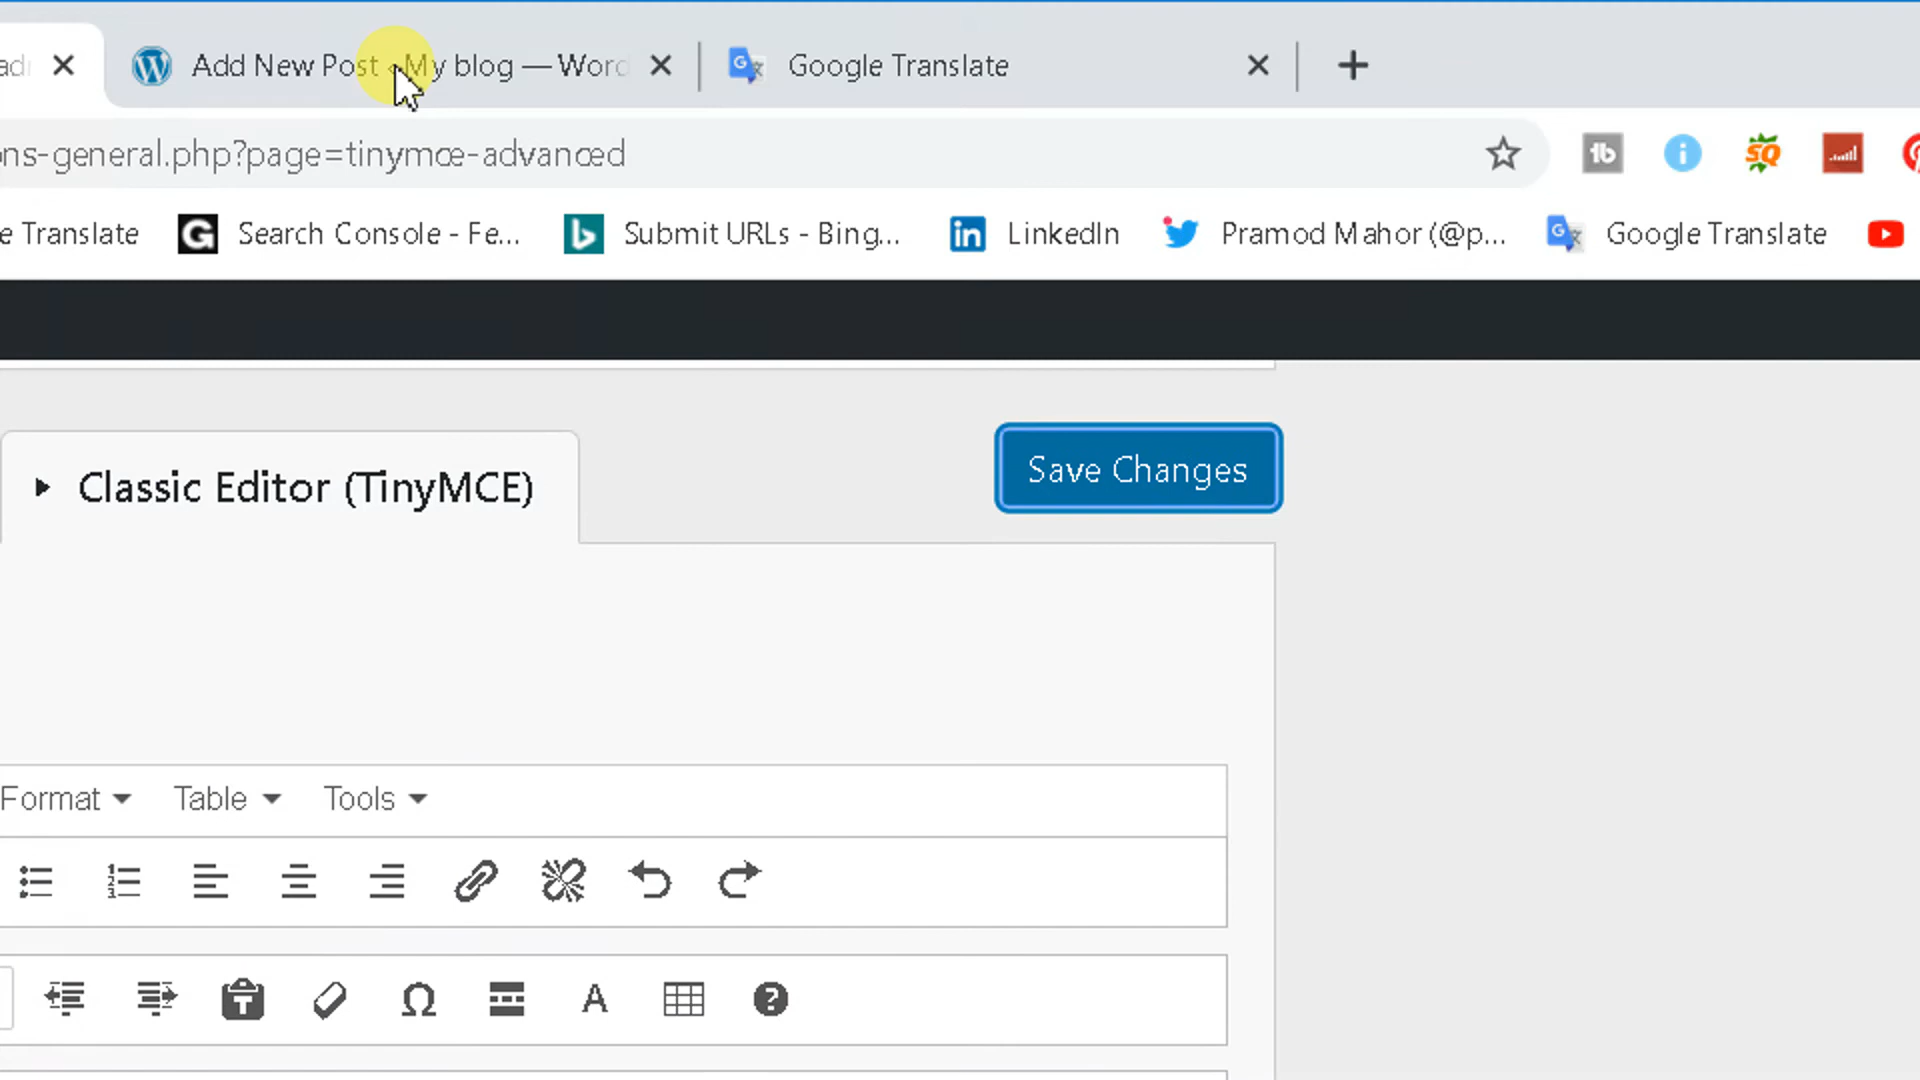 Add New Post ‹ My blog — Word
Google Translate
ns-general.php?page=tinymce-advanced
e Translate
Search Console - Fe...
Submit URLs - Bing...
LinkedIn
Pramod Mahor (@p...
Google Translate
Classic Editor (TinyMCE)
Save Changes
Format
Table
Tools